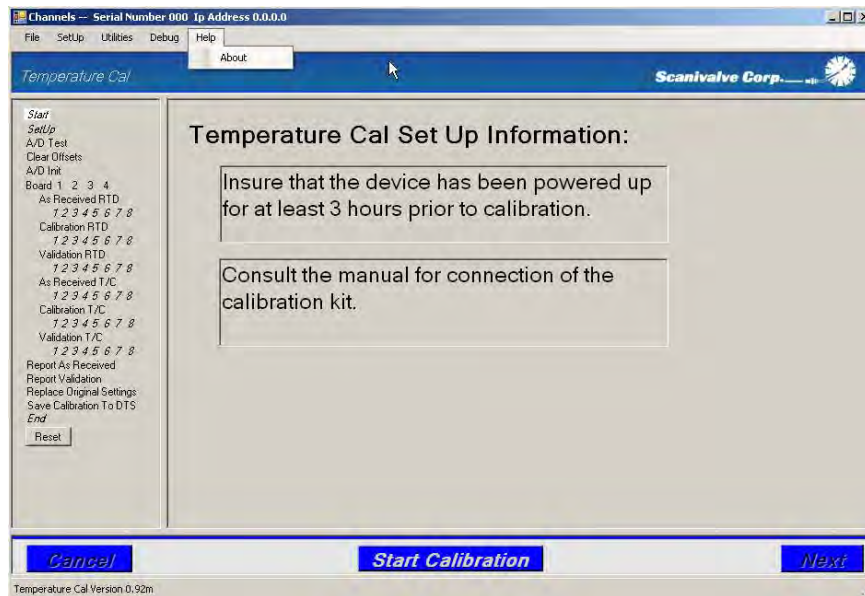 Channels -- Serial Number 000 Ip Address 0.0.0.0
File SetUp Utilities Debug Help
About
Temperature Cal
Scanivalve Corp.
Start
SetUp
A/D Test
Clear Offsets
A/D Init
Board 1 2 3 4
As Received RTD
1 2 3 4 5 6 7 8
Calibration RTD
1 2 3 4 5 6 7 8
Validation RTD
1 2 3 4 5 6 7 8
As Received T/C
1 2 3 4 5 6 7 8
Calibration T/C
1 2 3 4 5 6 7 8
Validation T/C
1 2 3 4 5 6 7 8
Report As Received
Report Validation
Replace Original Settings
Save Calibration To DTS
End
Reset
Temperature Cal Set Up Information:
Insure that the device has been powered up
for at least 3 hours prior to calibration.
Consult the manual for connection of the
calibration kit.
Cancel
Start Calibration
Next
Temperature Cal Version 0.92m